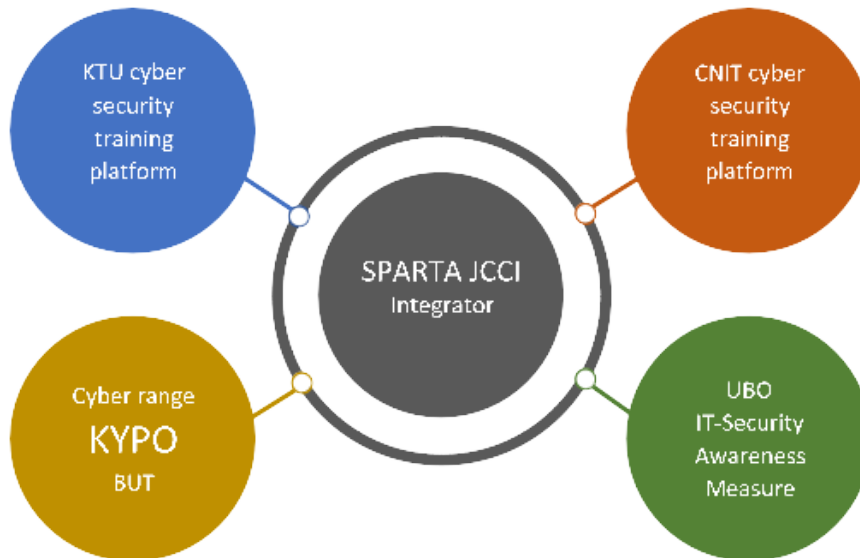 KTU cyber
security
training
platform
CNIT cyber
security
training
platform
SPARTA JCCI
Integrator
Cyber range
KYPO
BUT
UBO
IT-Security
Awareness
Measure